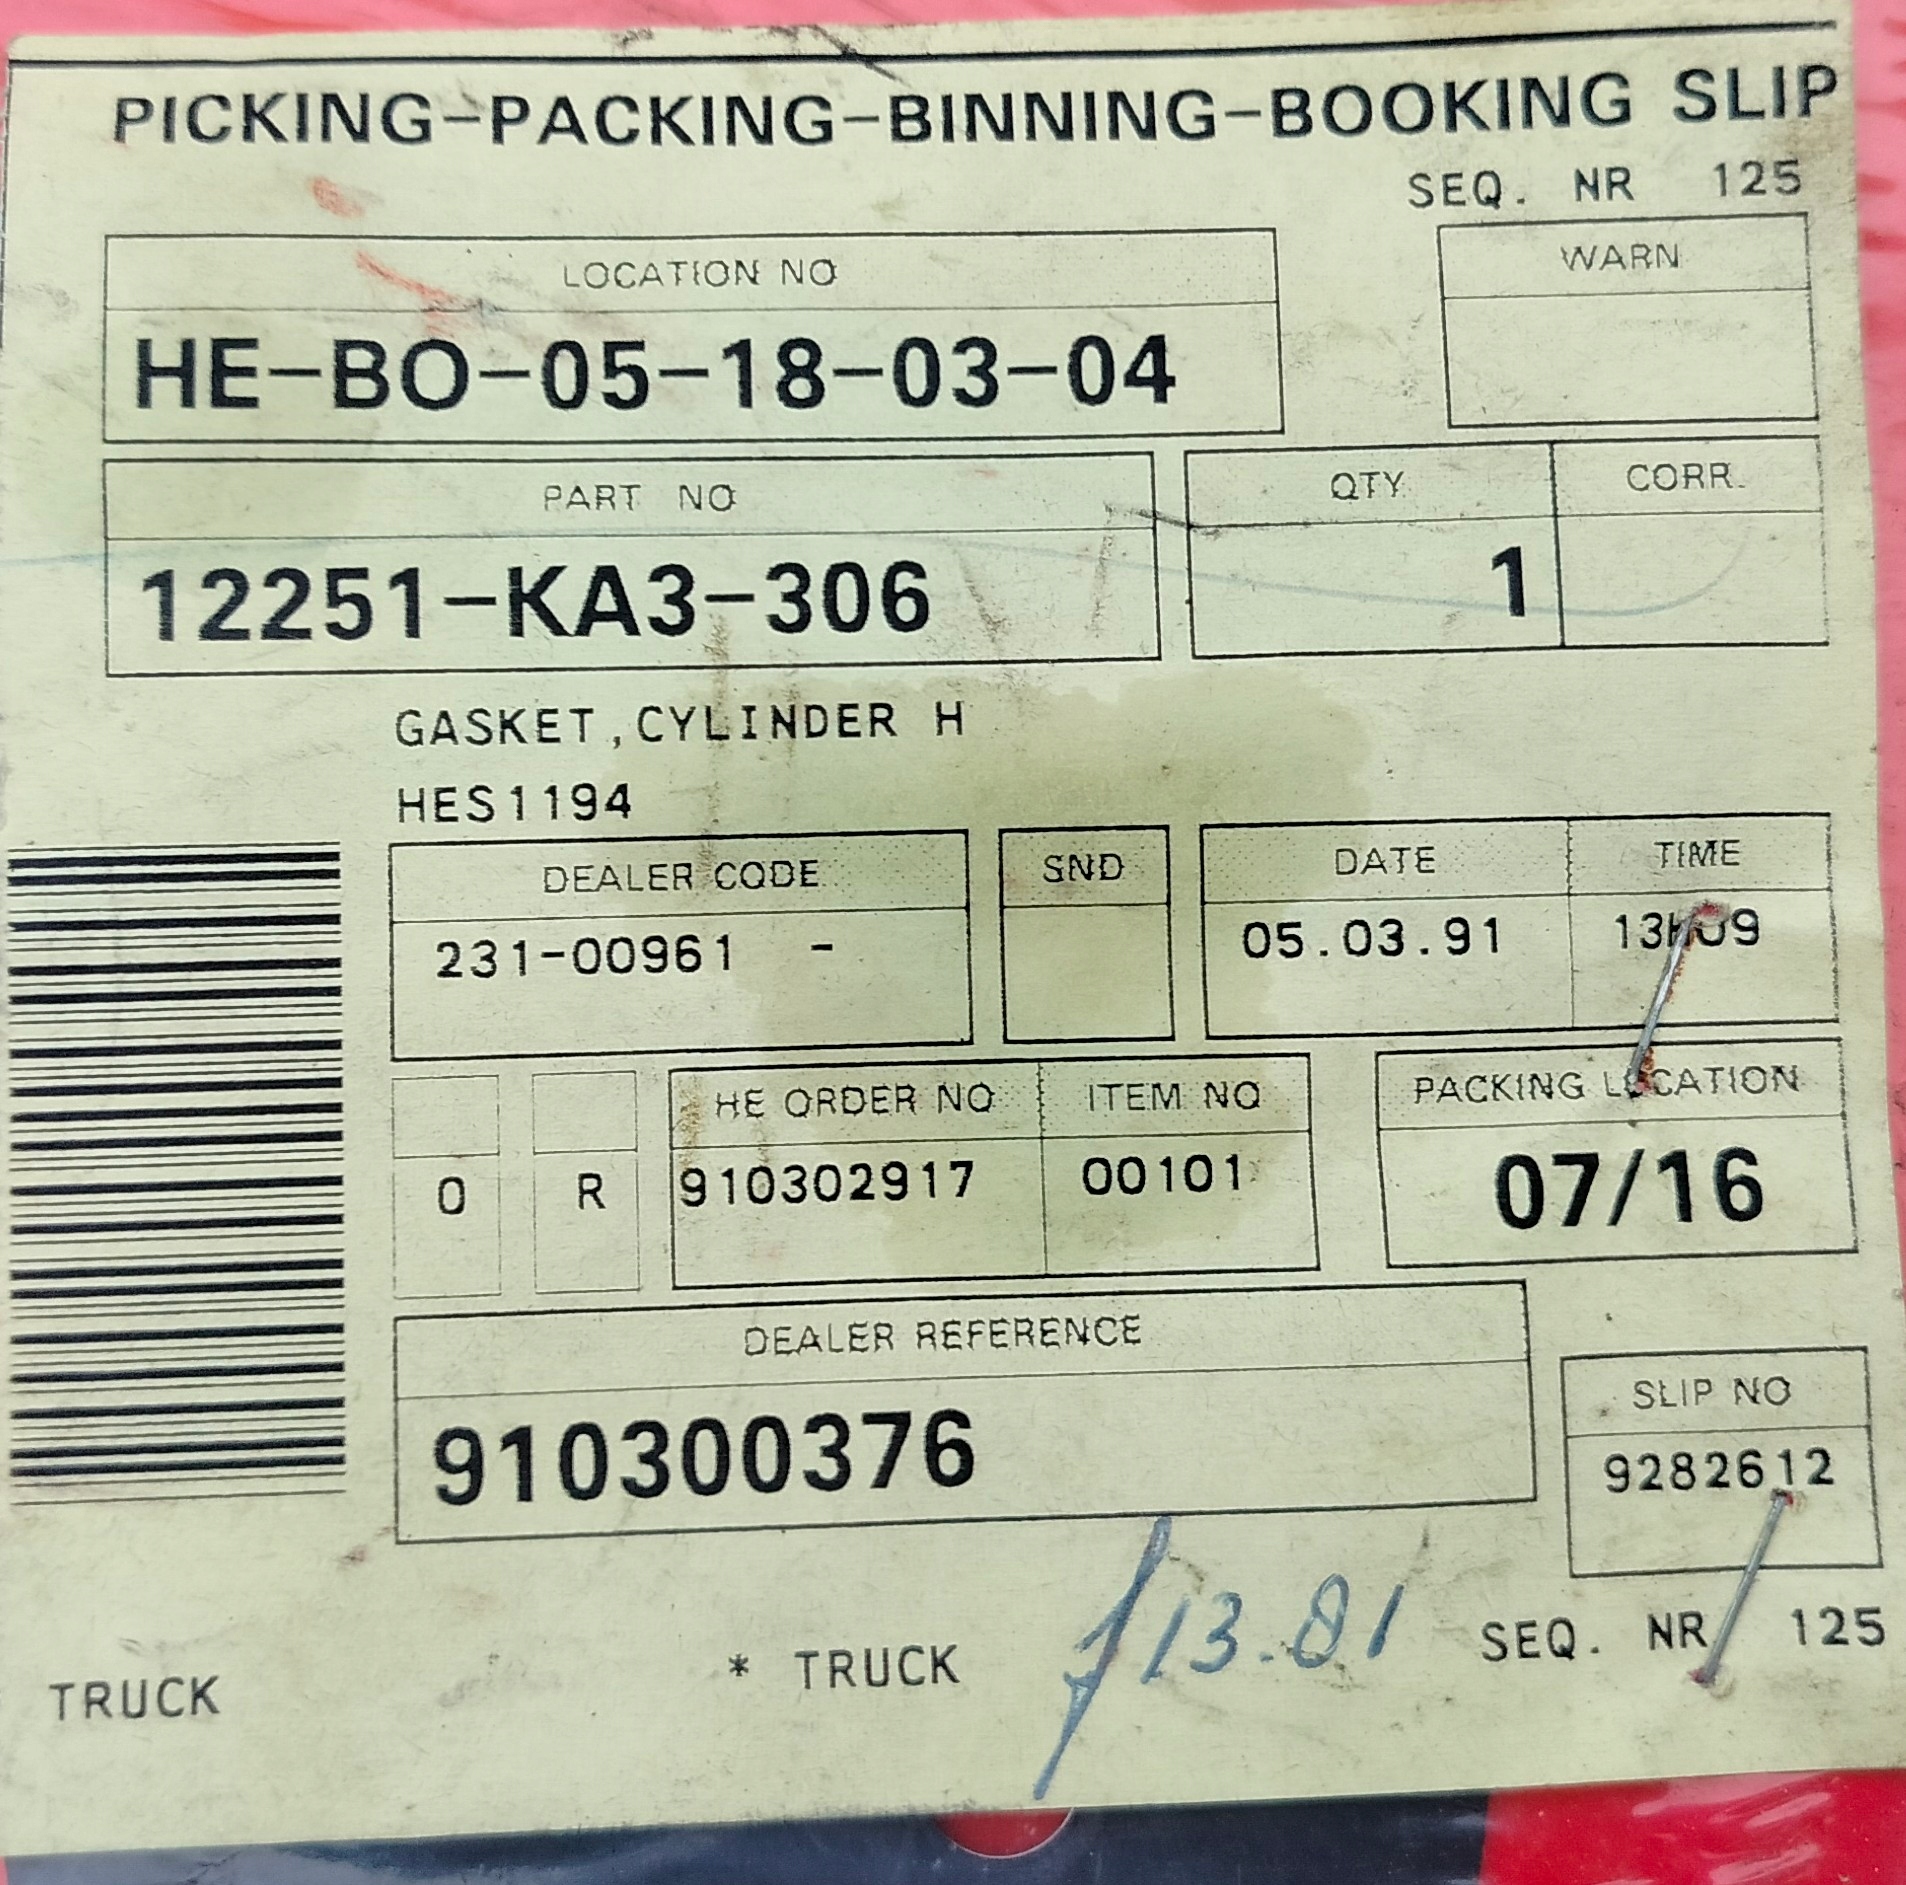 PICKING-PACKING-BINNING-BOOKING SLIP
SEQ. NR 125
LOCATION NO
WARN
HE-BO-05-18-03-04
PART NO
QTY
CORR.
12251-KA3-306
1
GASKET,CYLINDER H
HES1194
DEALER CODE
SND
DATE
TIME
231-00961 -
05.03.91
13H09
HE ORDER NO
ITEM NO
PACKING LOCATION
O
R
910302917
00101
07/16
DEALER REFERENCE
SLIP NO
910300376
9282612
ƒ13.81
SEQ. NR 125
* TRUCK
TRUCK